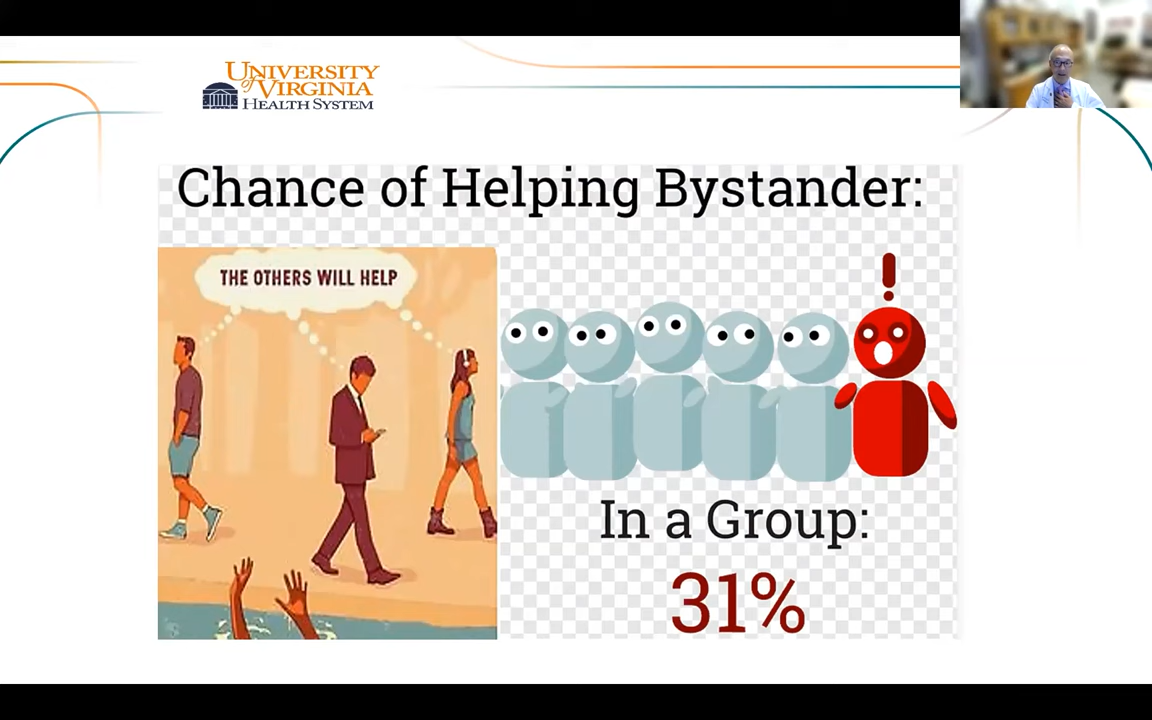 UNIVERSITY
of VIRGINIA
HEALTH SYSTEM
Chance of Helping Bystander:
THE OTHERS WILL HELP
!
In a Group:
31%